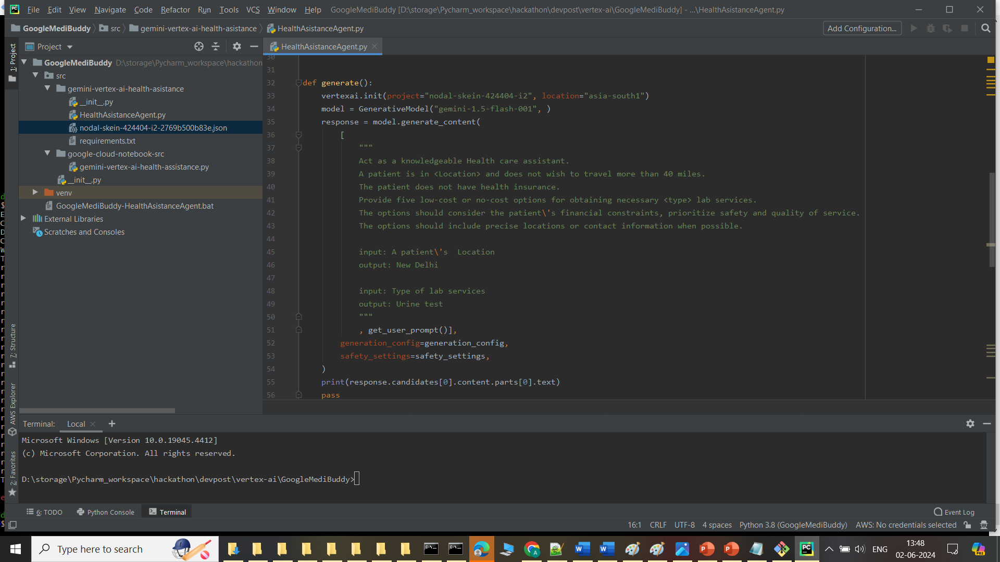 File Edit View Navigate Code Refactor Run Tools VCS Window Help GoogleMediBuddy [D:\storage\Pycharm_workspace\hackathon\devpost\vertex-ai\GoogleMediBuddy] - ...\HealthAsistanceAgent.py
GoogleMediBuddy src gemini-vertex-ai-health-asistance HealthAsistanceAgent.py Add Configuration...
1: Project
7: Structure
AWS Explorer
2: Favorites
Project
GoogleMediBuddy D:\storage\Pycharm_workspace\hackathon
src
gemini-vertex-ai-health-asistance
__init__.py
HealthAsistanceAgent.py
nodal-skein-424404-i2-2769b500b83e.json
requirements.txt
google-cloud-notebook-src
gemini-vertex-ai-health-assistance.py
__init__.py
venv
GoogleMediBuddy-HealthAsistanceAgent.bat
External Libraries
Scratches and Consoles
HealthAsistanceAgent.py
30
31
32 def generate():
33 vertexai.init(project="nodal-skein-424404-i2", location="asia-south1")
34 model = GenerativeModel("gemini-1.5-flash-001", )
35 response = model.generate_content(
36 [
37 """
38 Act as a knowledgeable Health care assistant.
39 A patient is in <Location> and does not wish to travel more than 40 miles.
40 The patient does not have health insurance.
41 Provide five low-cost or no-cost options for obtaining necessary <type> lab services.
42 The options should consider the patient\'s financial constraints, prioritize safety and quality of service.
43 The options should include precise locations or contact information when possible.
44
45 input: A patient\'s  Location
46 output: New Delhi
47
48 input: Type of lab services
49 output: Urine test
50 """
51 , get_user_prompt()],
52 generation_config=generation_config,
53 safety_settings=safety_settings,
54 )
55 print(response.candidates[0].content.parts[0].text)
56 pass
Terminal: Local
Microsoft Windows [Version 10.0.19045.4412]
(c) Microsoft Corporation. All rights reserved.
D:\storage\Pycharm_workspace\hackathon\devpost\vertex-ai\GoogleMediBuddy>
6: TODO Python Console Terminal Event Log
16:1 CRLF UTF-8 4 spaces Python 3.8 (GoogleMediBuddy) AWS: No credentials selected
Type here to search ENG 13:48
02-06-2024